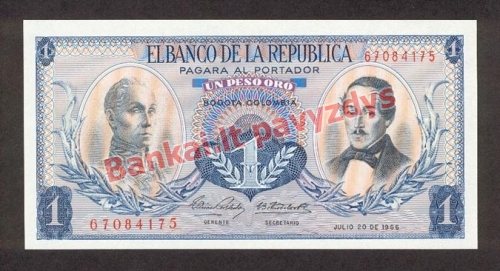 1
1
EL BANCO DE LA REPUBLICA
67084175
PAGARA AL PORTADOR
UN PESO ORO
BOGOTA COLOMBIA
Bankai.lt pavyzdys
1
67084175
GERENTE
SECRETARIO
JULIO 20 DE 1966
1
1